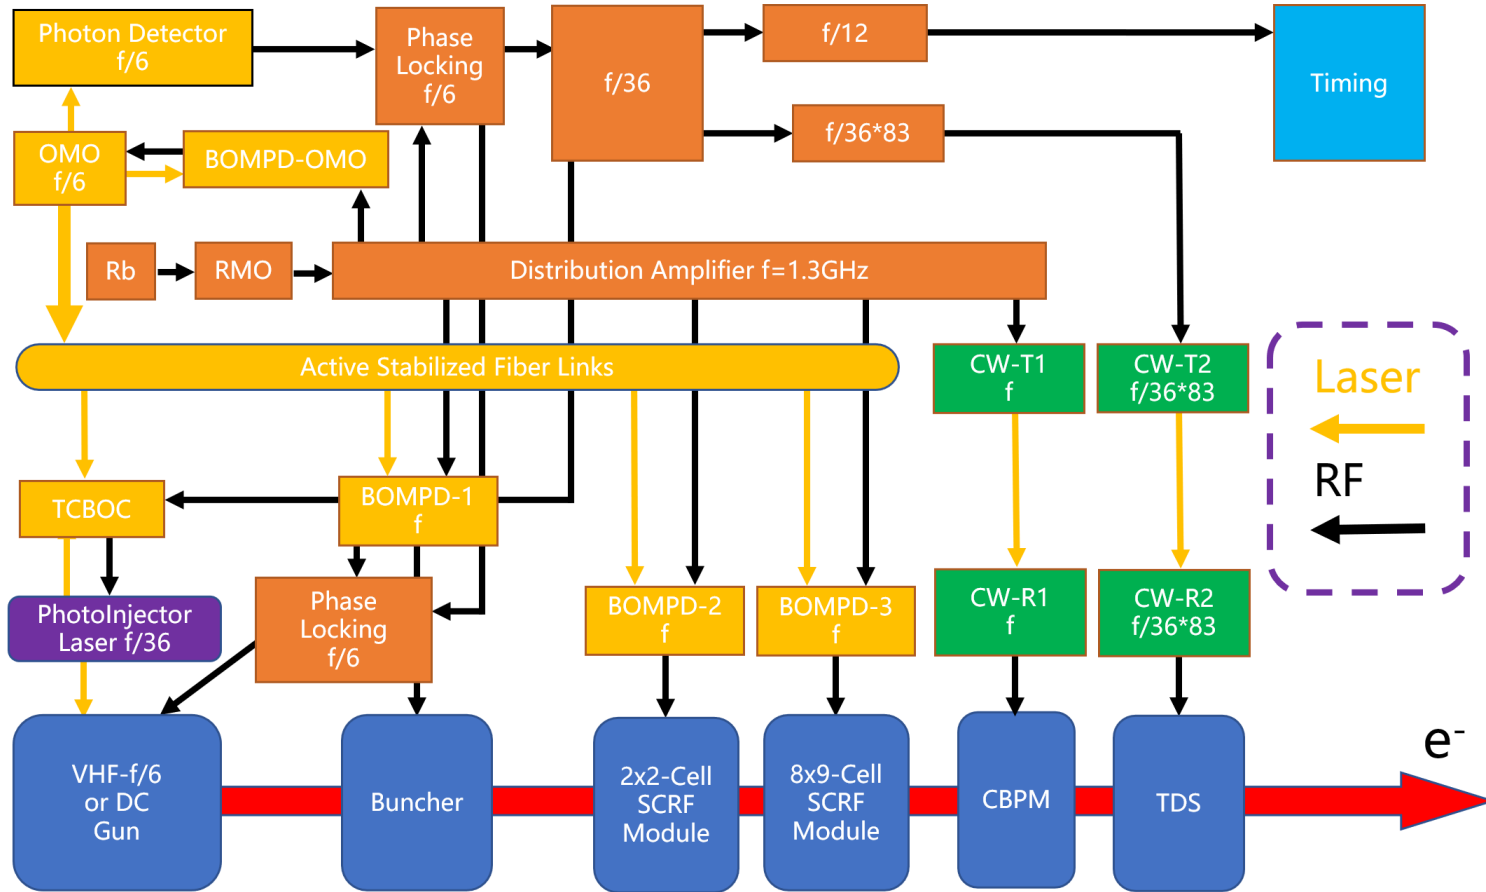 Photon Detector
f/6
Phase
Locking
f/6
f/36
f/12
Timing
f/36*83
OMO
f/6
BOMPD-OMO
Rb
RMO
Distribution Amplifier f=1.3GHz
Active Stabilized Fiber Links
CW-T1
f
CW-T2
f/36*83
Laser
RF
TCBOC
BOMPD-1
f
PhotoInjector
Laser f/36
Phase
Locking
f/6
BOMPD-2
f
BOMPD-3
f
CW-R1
f
CW-R2
f/36*83
VHF-f/6
or DC
Gun
Buncher
2x2-Cell
SCRF
Module
8x9-Cell
SCRF
Module
CBPM
TDS
e-